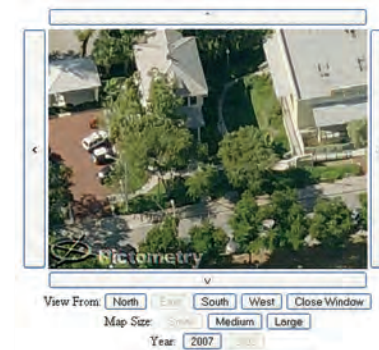 ^
<
Pictometry
v
View From: North East South West Close Window
Map Size: Small Medium Large
Year: 2007